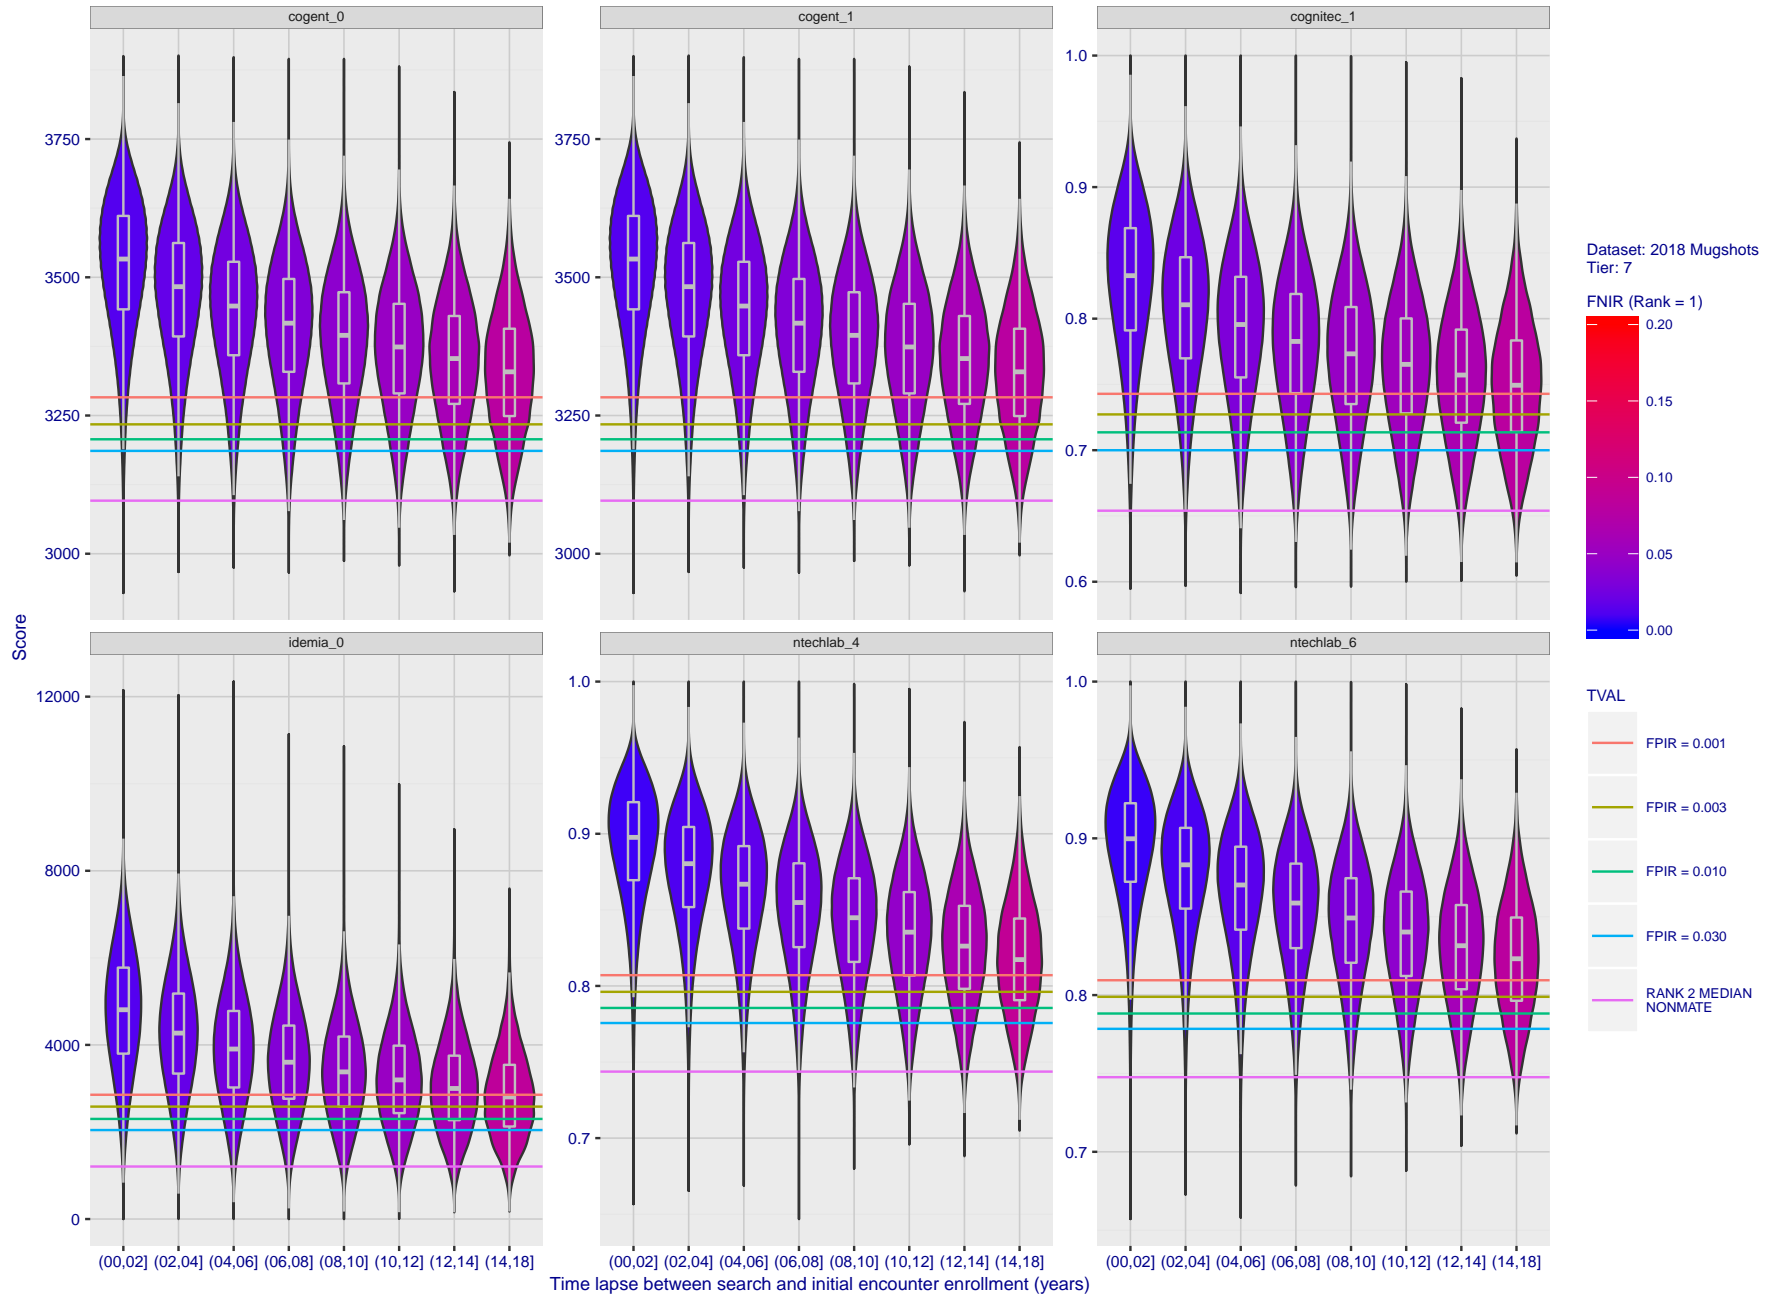 cogent_0
cogent_1
cognitec_1
3750
3500
3250
3000
3750
3500
3250
3000
1.0
0.9
0.8
0.7
0.6
Score
idemia_0
ntechlab_4
ntechlab_6
12000
8000
4000
0
1.0
0.9
0.8
0.7
1.0
0.9
0.8
0.7
(00,02] (02,04] (04,06] (06,08] (08,10] (10,12] (12,14] (14,18]
(00,02] (02,04] (04,06] (06,08] (08,10] (10,12] (12,14] (14,18]
(00,02] (02,04] (04,06] (06,08] (08,10] (10,12] (12,14] (14,18]
Time lapse between search and initial encounter enrollment (years)
Dataset: 2018 Mugshots
Tier: 7
FNIR (Rank = 1)
0.20
0.15
0.10
0.05
0.00
TVAL
FPIR = 0.001
FPIR = 0.003
FPIR = 0.010
FPIR = 0.030
RANK 2 MEDIAN
NONMATE